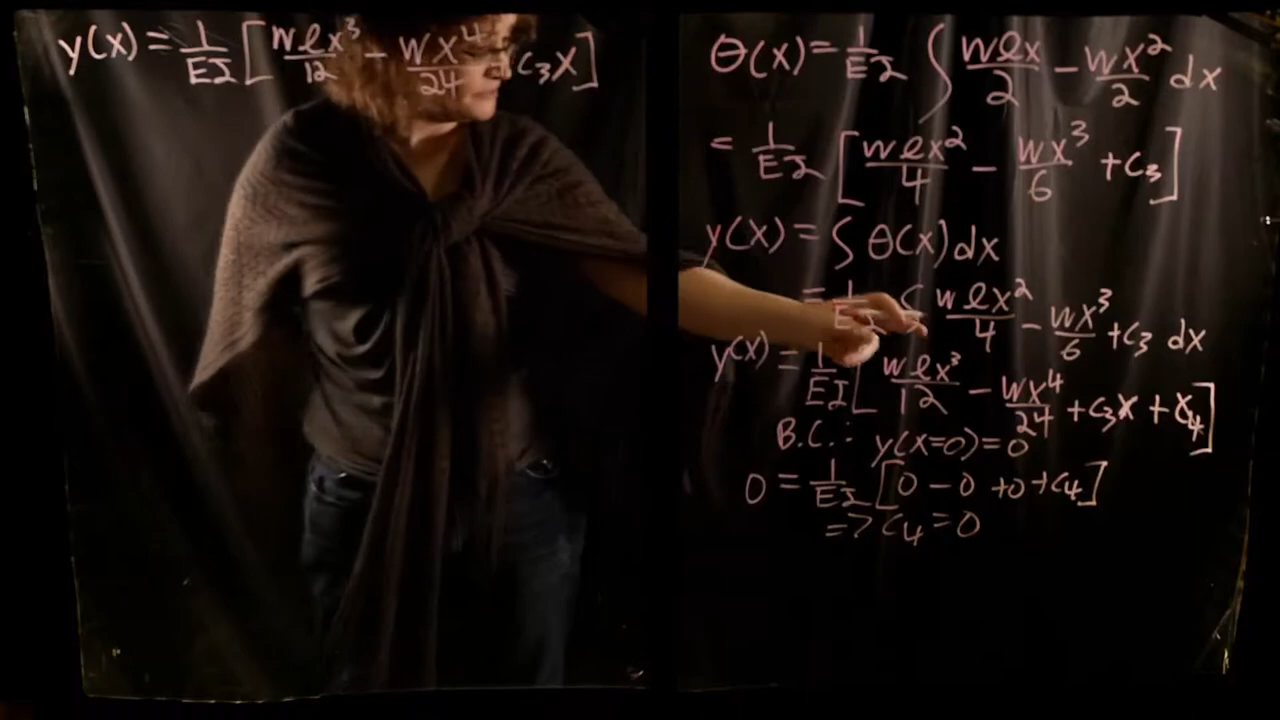 y(x) = 1/EI [wlx³/12 - wx⁴/24 + c₃x]
θ(x) = 1/EI ∫ wlx/2 - wx²/2 dx
= 1/EI [wlx²/4 - wx³/6 + c₃]
y(x) = ∫ θ(x) dx
= 1/EI ∫ wlx²/4 - wx³/6 + c₃ dx
y(x) = 1/EI [wlx³/12 - wx⁴/24 + c₃x + c₄]
B.C.: y(x=0) = 0
0 = 1/EI [0 - 0 + 0 + c₄]
=> c₄ = 0